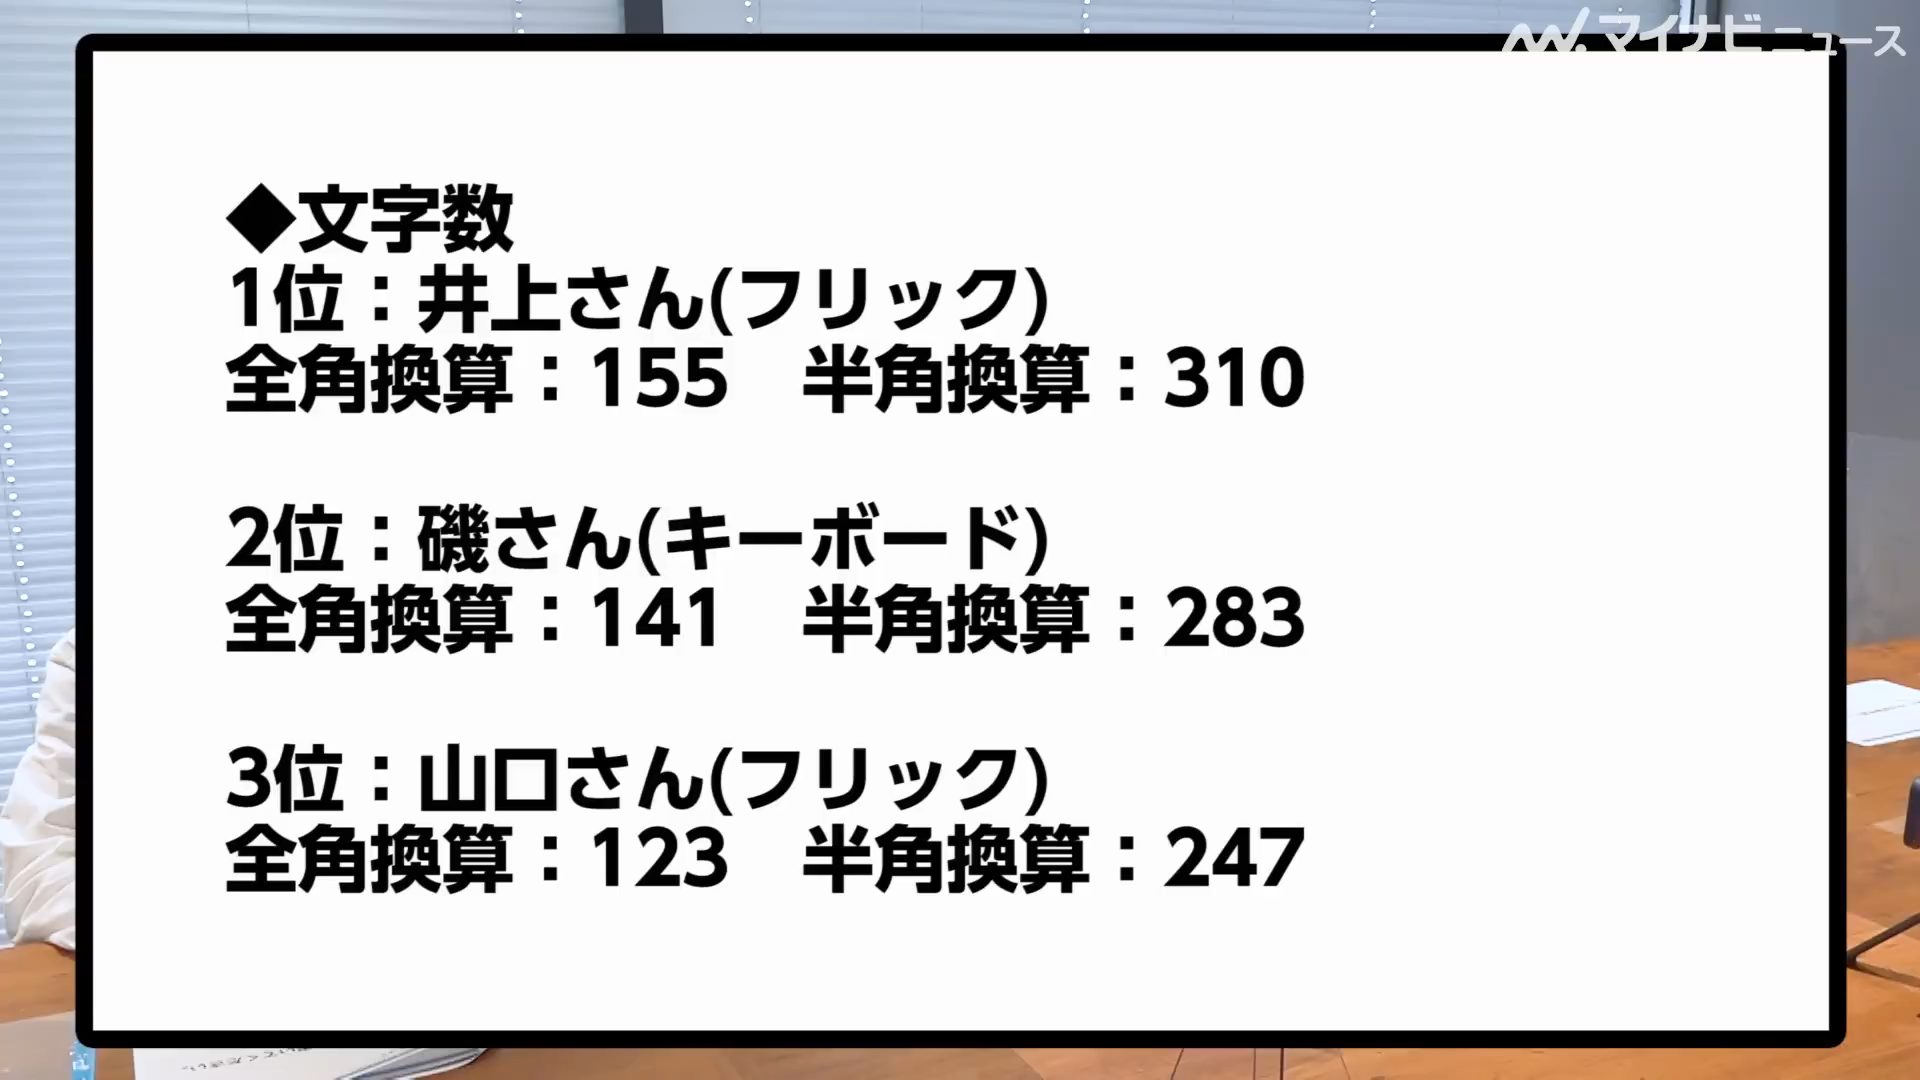 マイナビニュース
◆文字数
1位：井上さん(フリック)
全角換算：155　半角換算：310
2位：磯さん(キーボード)
全角換算：141　半角換算：283
3位：山口さん(フリック)
全角換算：123　半角換算：247